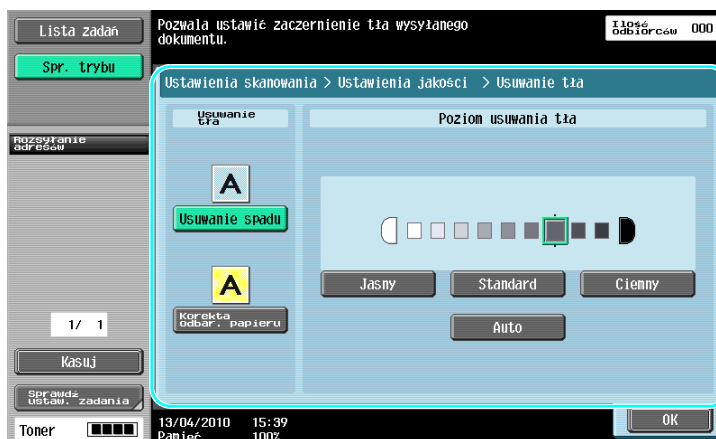 Lista zadań
Pozwala ustawić zaczernienie tła wysyłanego
dokumentu.
Ilość
odbiorców 000
Spr. trybu
Ustawienia skanowania > Ustawienia jakości > Usuwanie tła
Usuwanie
tła
Poziom usuwania tła
Rozsyłanie
adresów
A
Usuwanie spadu
A
Korekta
odbar. papieru
Jasny
Standard
Ciemny
Auto
1/ 1
Kasuj
Sprawdź
ustaw. zadania
Toner
13/04/2010 15:39
Pamięć 100%
OK